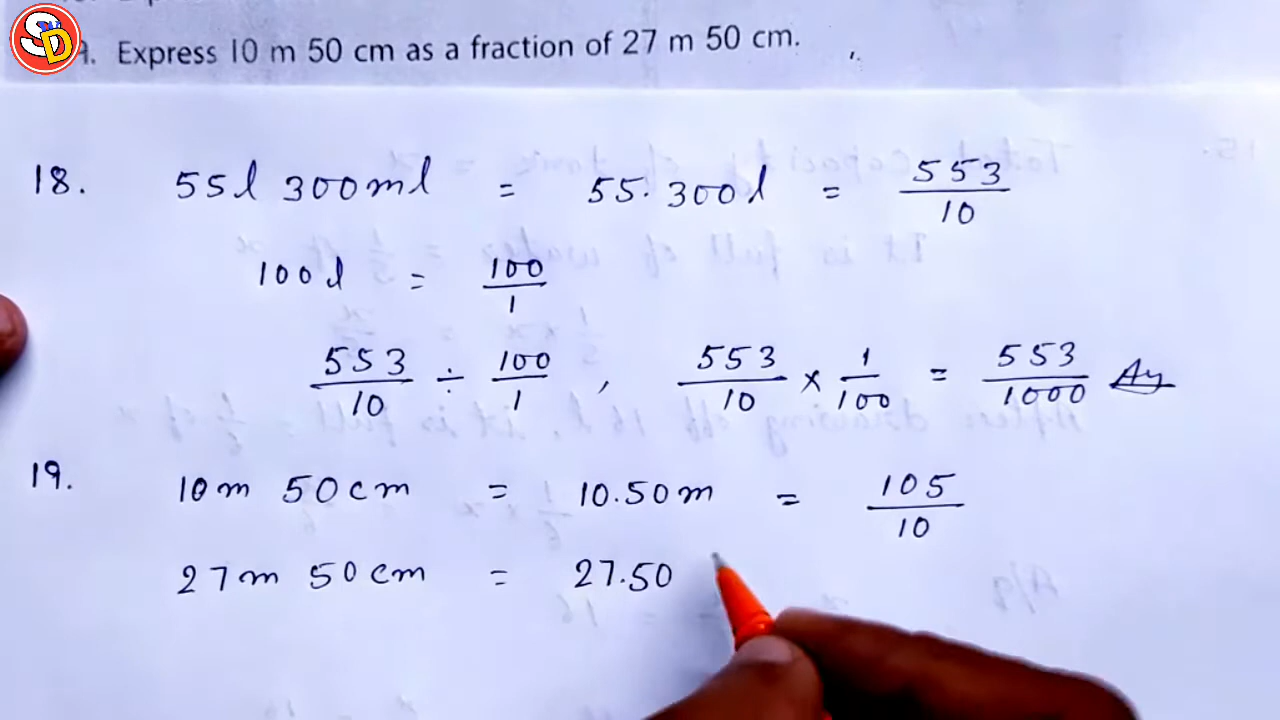 SD
Express 10 m 50 cm as a fraction of 27 m 50 cm.
18. 55l 300ml = 55.300l = 553/10
100l = 100/1
553/10 ÷ 100/1 , 553/10 × 1/100 = 553/1000
19. 10m 50cm = 10.50m = 105/10
27m 50cm = 27.50